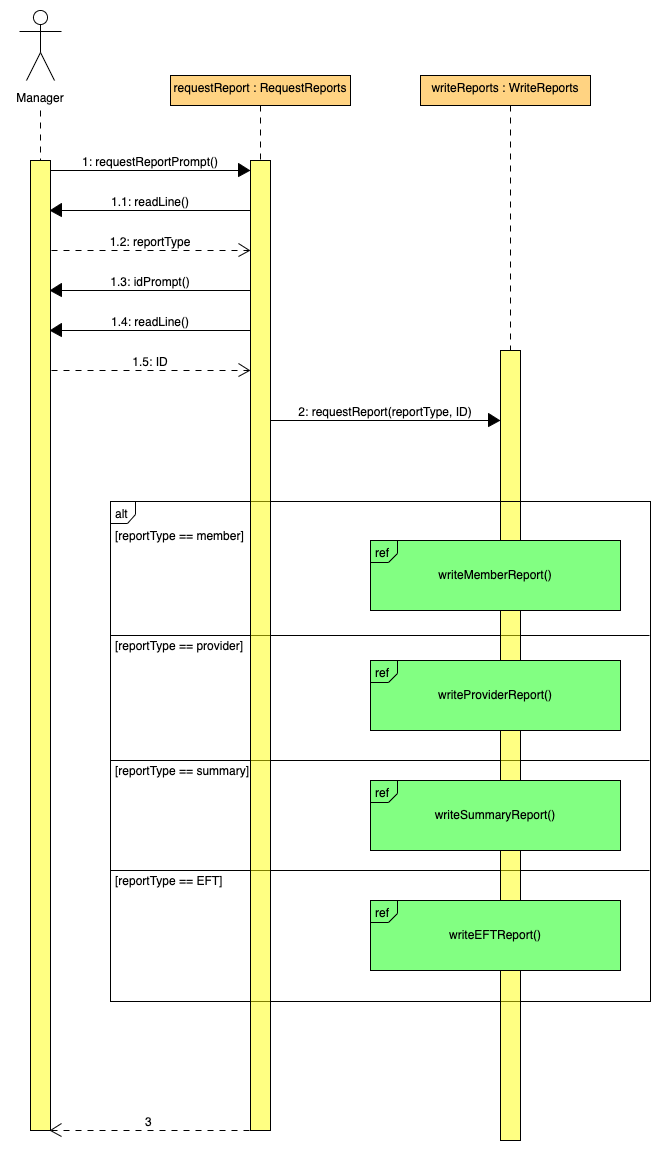 Manager
requestReport : RequestReports
writeReports : WriteReports
1: requestReportPrompt()
1.1: readLine()
1.2: reportType
1.3: idPrompt()
1.4: readLine()
1.5: ID
2: requestReport(reportType, ID)
alt
[reportType == member]
ref
writeMemberReport()
[reportType == provider]
ref
writeProviderReport()
[reportType == summary]
ref
writeSummaryReport()
[reportType == EFT]
ref
writeEFTReport()
3